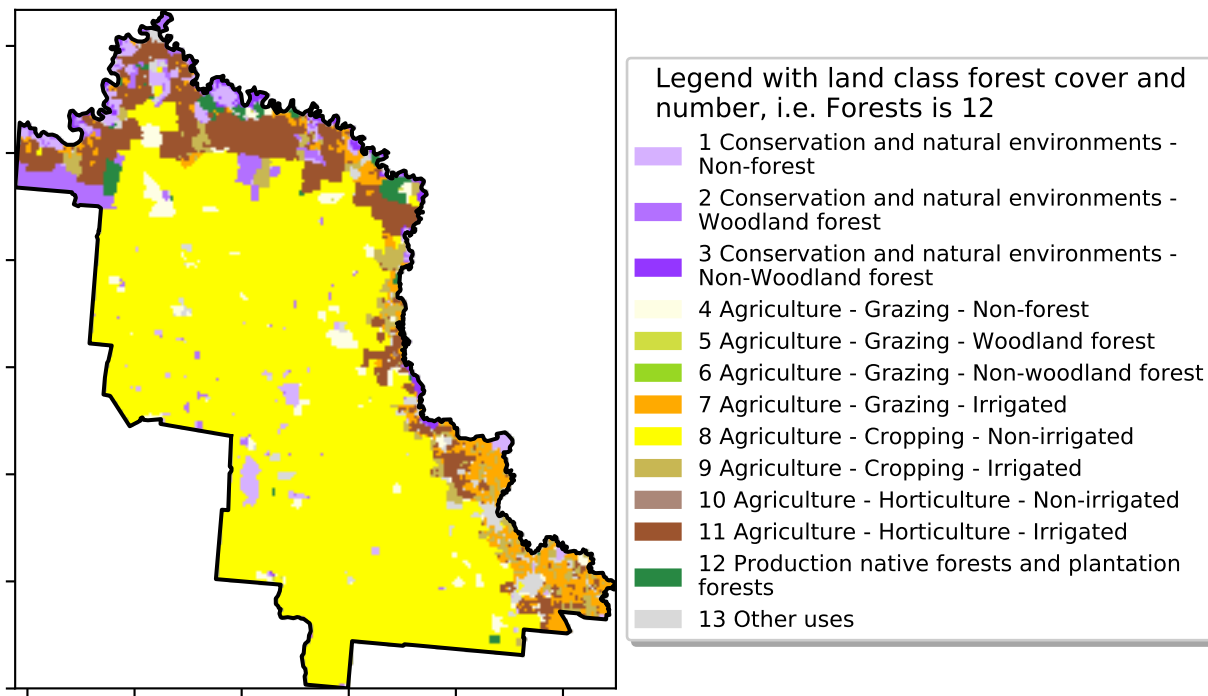 Legend with land class forest cover and
number, i.e. Forests is 12
1 Conservation and natural environments -
Non-forest
2 Conservation and natural environments -
Woodland forest
3 Conservation and natural environments -
Non-Woodland forest
4 Agriculture - Grazing - Non-forest
5 Agriculture - Grazing - Woodland forest
6 Agriculture - Grazing - Non-woodland forest
7 Agriculture - Grazing - Irrigated
8 Agriculture - Cropping - Non-irrigated
9 Agriculture - Cropping - Irrigated
10 Agriculture - Horticulture - Non-irrigated
11 Agriculture - Horticulture - Irrigated
12 Production native forests and plantation
forests
13 Other uses